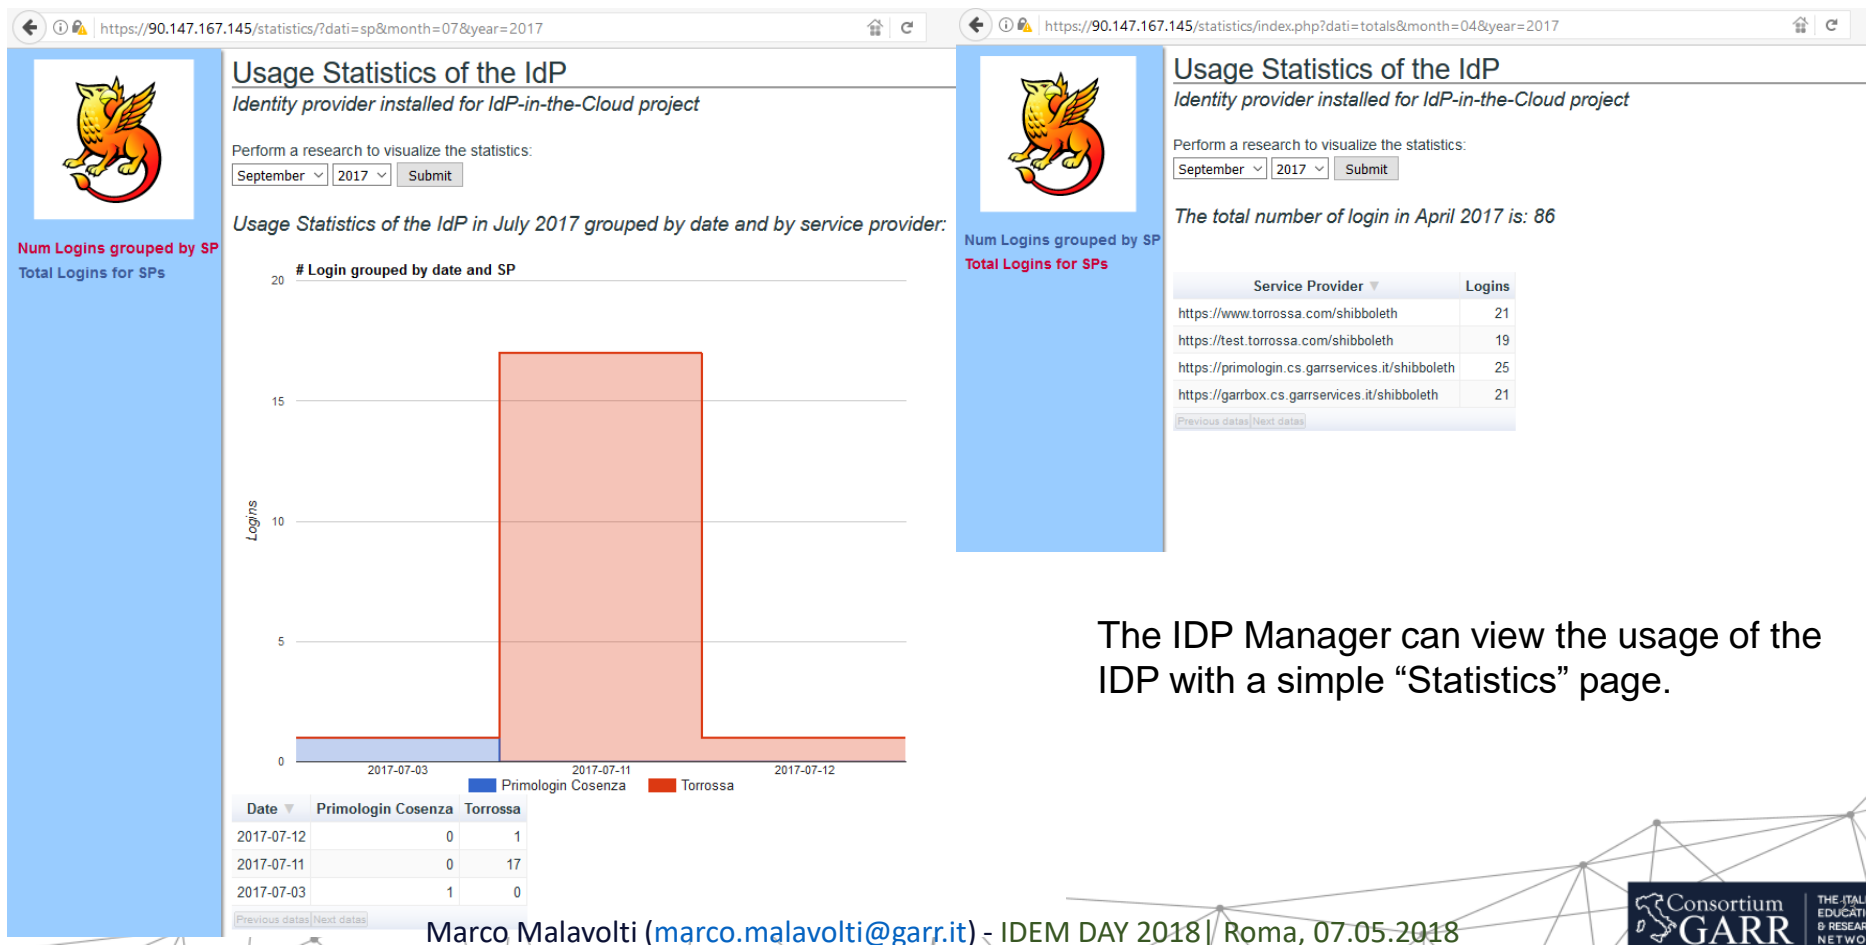 https://90.147.167.145/statistics/?dati=sp&month=07&year=2017
Usage Statistics of the IdP
Identity provider installed for IdP-in-the-Cloud project
Perform a research to visualize the statistics:
September 2017 Submit
Num Logins grouped by SP
Total Logins for SPs
Usage Statistics of the IdP in July 2017 grouped by date and by service provider:
# Login grouped by date and SP
20
15
10
5
0
Logins
2017-07-03 2017-07-11 2017-07-12
Primologin Cosenza Torrossa
Date Primologin Cosenza Torrossa
2017-07-12 0 1
2017-07-11 0 17
2017-07-03 1 0
Previous datas Next datas
https://90.147.167.145/statistics/index.php?dati=totals&month=04&year=2017
Usage Statistics of the IdP
Identity provider installed for IdP-in-the-Cloud project
Perform a research to visualize the statistics:
September 2017 Submit
Num Logins grouped by SP
Total Logins for SPs
The total number of login in April 2017 is: 86
Service Provider Logins
https://www.torrossa.com/shibboleth 21
https://test.torrossa.com/shibboleth 19
https://primologin.cs.garrservices.it/shibboleth 25
https://garrbox.cs.garrservices.it/shibboleth 21
Previous datas Next datas
The IDP Manager can view the usage of the
IDP with a simple “Statistics” page.
Marco Malavolti (marco.malavolti@garr.it) - IDEM DAY 2018 | Roma, 07.05.2018
Consortium
GARR
THE ITAL
EDUCATI
& RESEAR
NETWO